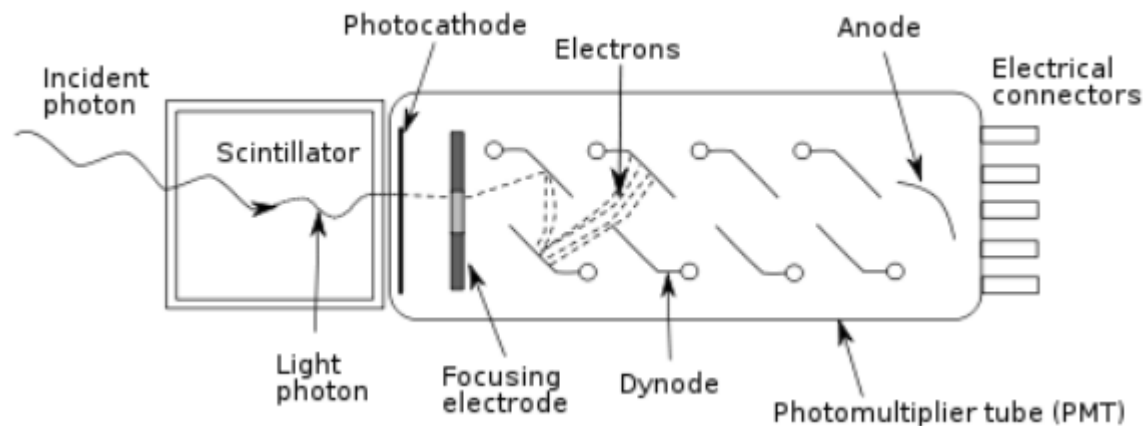 Photocathode
Electrons
Anode
Incident
photon
Electrical
connectors
Scintillator
Light
photon
Focusing
electrode
Dynode
Photomultiplier tube (PMT)